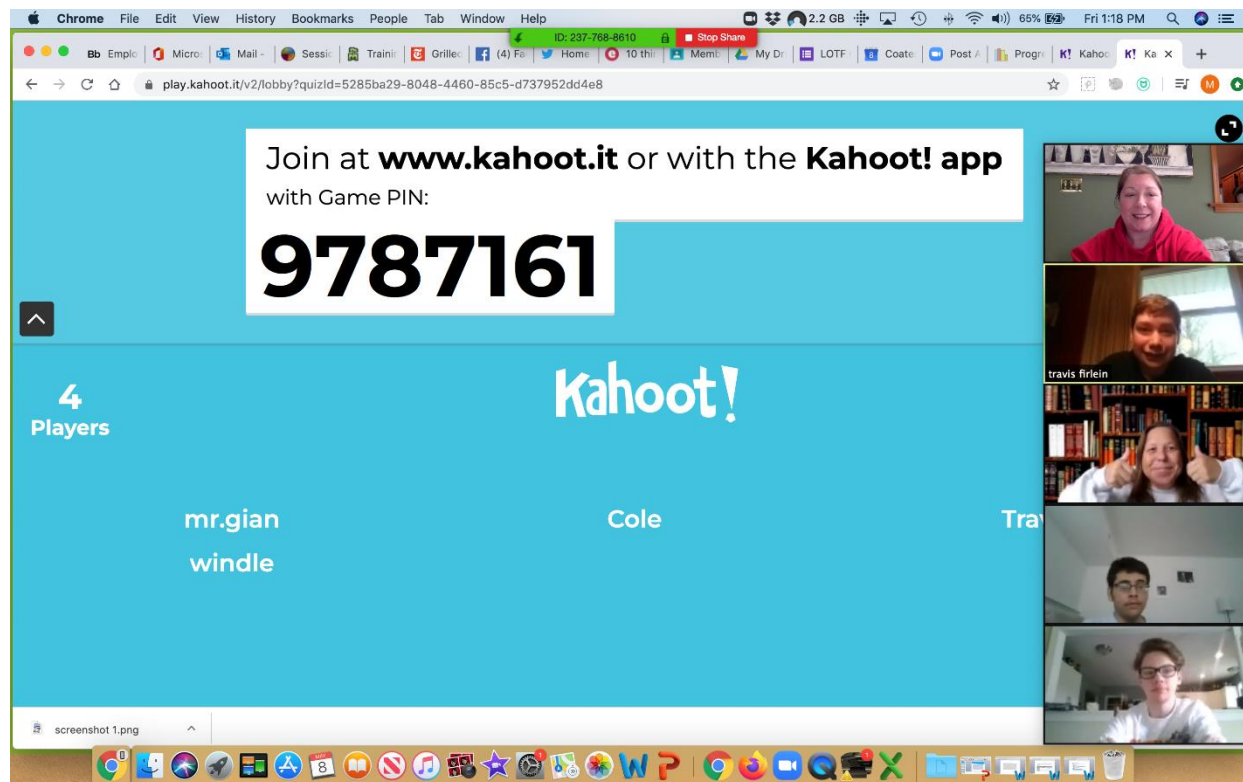 Chrome File Edit View History Bookmarks People Tab Window Help 2.2 GB 65% Fri 1:18 PM
ID: 237-768-8610 Stop Share
Bb Emplo Micro Mail - Sessio Trainin Grillec (4) Fa Home 10 thin Memb My Dr LOTF Coate Post A Progre K! Kahoo K! Ka
play.kahoot.it/v2/lobby?quizId=5285ba29-8048-4460-85c5-d737952dd4e8
M
Join at www.kahoot.it or with the Kahoot! app
with Game PIN:
9787161
Kahoot!
4
Players
travis firlein
mr.gian Cole Tra
windle
screenshot 1.png
8